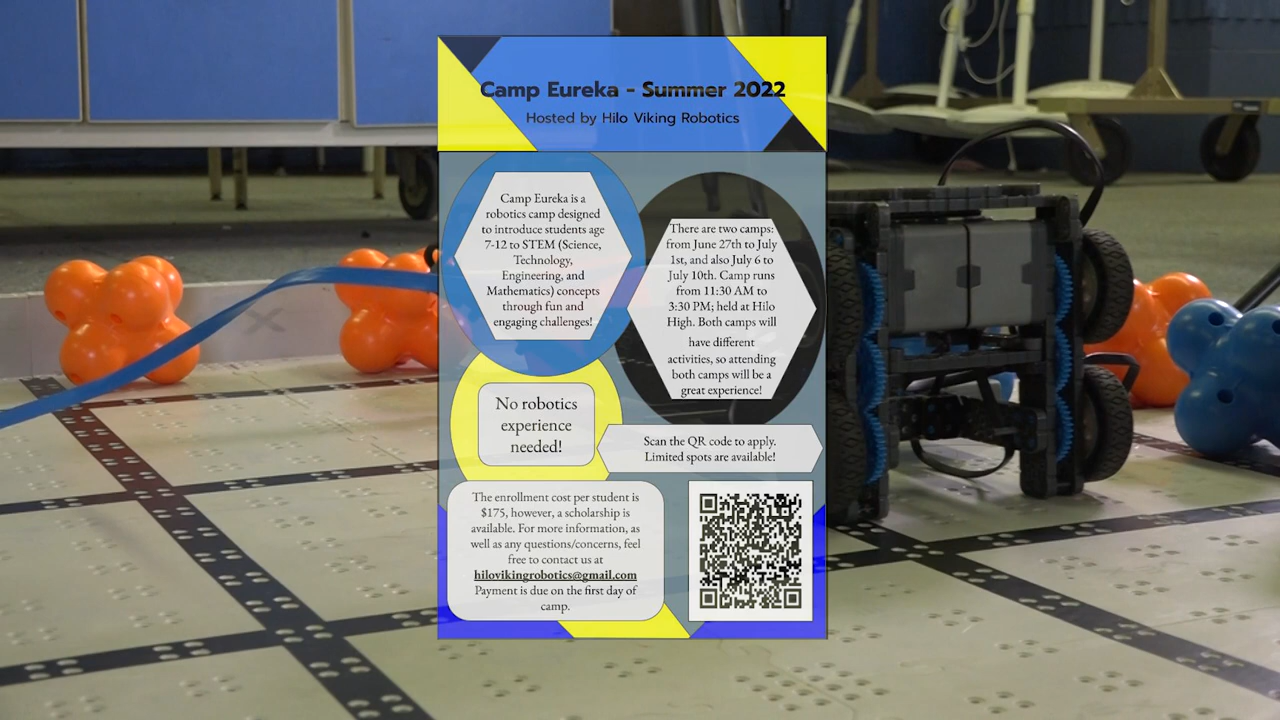 Camp Eureka - Summer 2022
Hosted by Hilo Viking Robotics
Camp Eureka is a
robotics camp designed
to introduce students age
7-12 to STEM (Science,
Technology,
Engineering, and
Mathematics) concepts
through fun and
engaging challenges!
There are two camps:
from June 27th to July
1st, and also July 6 to
July 10th. Camp runs
from 11:30 AM to
3:30 PM; held at Hilo
High. Both camps will
have different
activities, so attending
both camps will be a
great experience!
No robotics
experience
needed!
Scan the QR code to apply.
Limited spots are available!
The enrollment cost per student is
$175, however, a scholarship is
available. For more information, as
well as any questions/concerns, feel
free to contact us at
hilovikingrobotics@gmail.com
Payment is due on the first day of
camp.